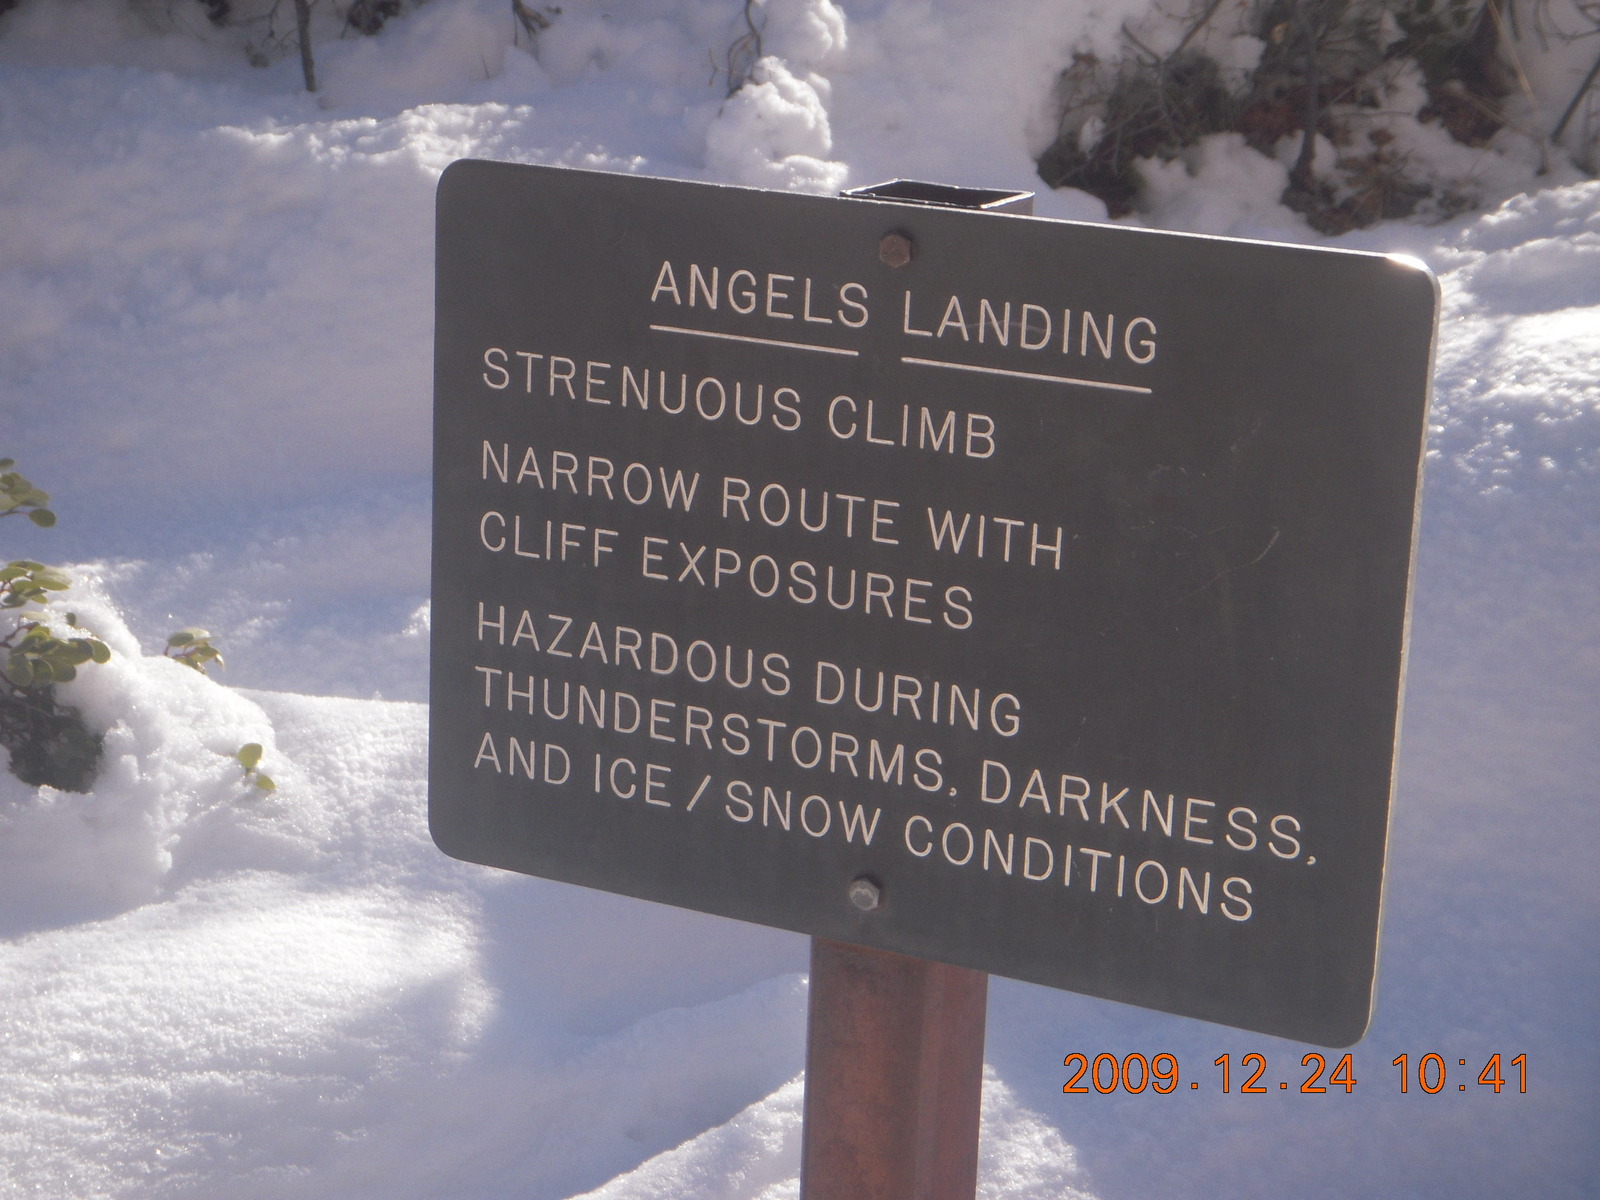 ANGELS LANDING
STRENUOUS CLIMB
NARROW ROUTE WITH
CLIFF EXPOSURES
HAZARDOUS DURING
THUNDERSTORMS, DARKNESS,
AND ICE/SNOW CONDITIONS
2009.12.24 10:41